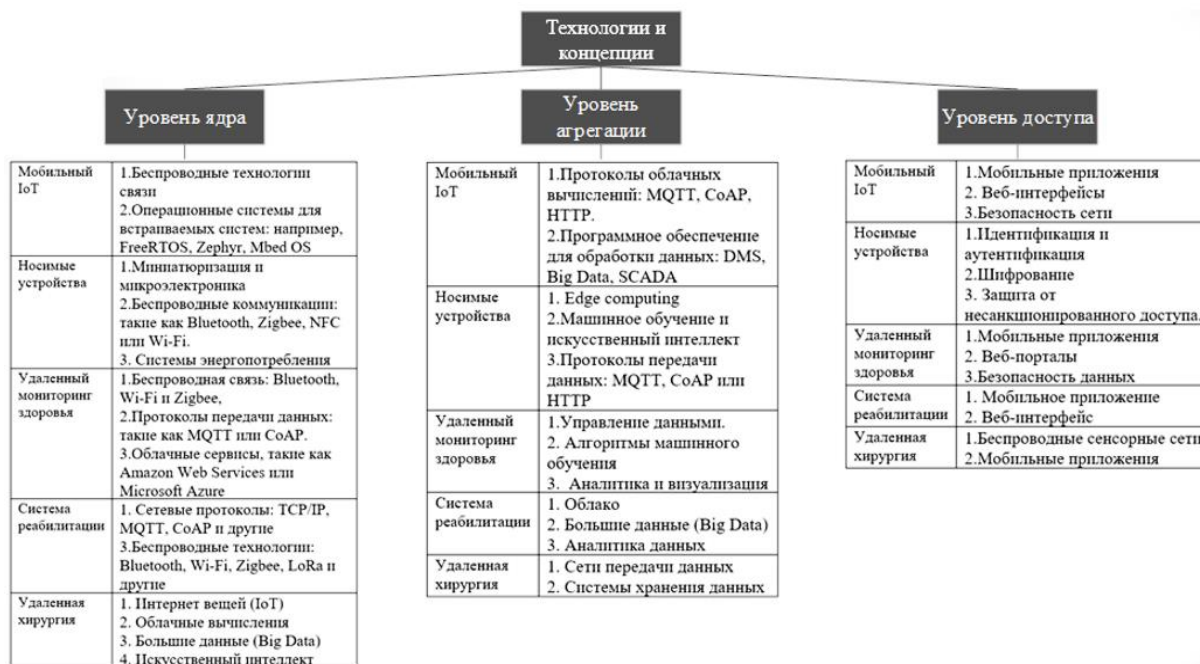 Технологии и
концепции
Уровень ядра
Мобильный
IoT
1.Беспроводные технологии
связи
2.Операционные системы для
встраиваемых систем: например,
FreeRTOS, Zephyr, Mbed OS
Носимые
устройства
1.Миниатюризация и
микроэлектроника
2.Беспроводные коммуникации:
такие как Bluetooth, Zigbee, NFC
или Wi-Fi.
3. Системы энергопотребления
Удаленный
мониторинг
здоровья
1.Беспроводная связь: Bluetooth,
Wi-Fi и Zigbee,
2.Протоколы передачи данных:
такие как MQTT или CoAP.
3.Облачные сервисы, такие как
Amazon Web Services или
Microsoft Azure
Система
реабилитации
1. Сетевые протоколы: TCP/IP,
MQTT, CoAP и другие
3.Беспроводные технологии:
Bluetooth, Wi-Fi, Zigbee, LoRa и
другие
Удаленная
хирургия
1. Интернет вещей (IoT)
2. Облачные вычисления
3. Большие данные (Big Data)
4. Искусственный интеллект
Уровень
агрегации
Мобильный
IoT
1.Протоколы облачных
вычислений: MQTT, CoAP,
HTTP.
2.Программное обеспечение
для обработки данных: DMS,
Big Data, SCADA
Носимые
устройства
1. Edge computing
2.Машинное обучение и
искусственный интеллект
3.Протоколы передачи
данных: MQTT, CoAP или
HTTP
Удаленный
мониторинг
здоровья
1.Управление данными.
2. Алгоритмы машинного
обучения
3. Аналитика и визуализация
Система
реабилитации
1. Облако
2. Большие данные (Big Data)
3. Аналитика данных
Удаленная
хирургия
1. Сети передачи данных
2. Системы хранения данных
Уровень доступа
Мобильный
IoT
1.Мобильные приложения
2. Веб-интерфейсы
3.Безопасность сети
Носимые
устройства
1.Идентификация и
аутентификация
2.Шифрование
3. Защита от
несанкционированного доступа.
Удаленный
мониторинг
здоровья
1.Мобильные приложения
2. Веб-порталы
3.Безопасность данных
Система
реабилитации
1. Мобильное приложение
2. Веб-интерфейс
Удаленная
хирургия
1.Беспроводные сенсорные сети
2.Мобильные приложения